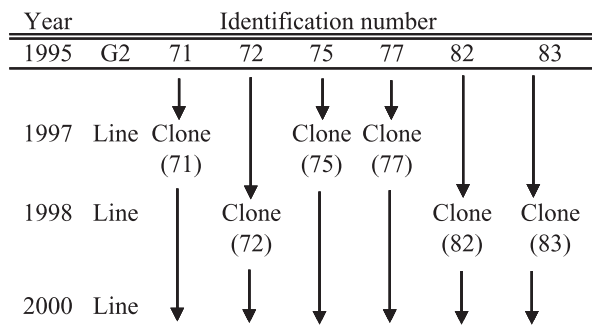 Year Identification number
1995 G2 71 72 75 77 82 83
1997 Line Clone Clone Clone
(71) (75) (77)
1998 Line Clone Clone Clone
(72) (82) (83)
2000 Line